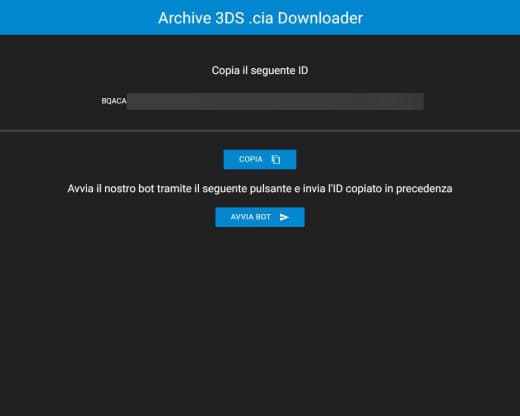 Archive 3DS .cia Downloader
Copia il seguente ID
BQACA
COPIA
Avvia il nostro bot tramite il seguente pulsante e invia l'ID copiato in precedenza
AVVIA BOT